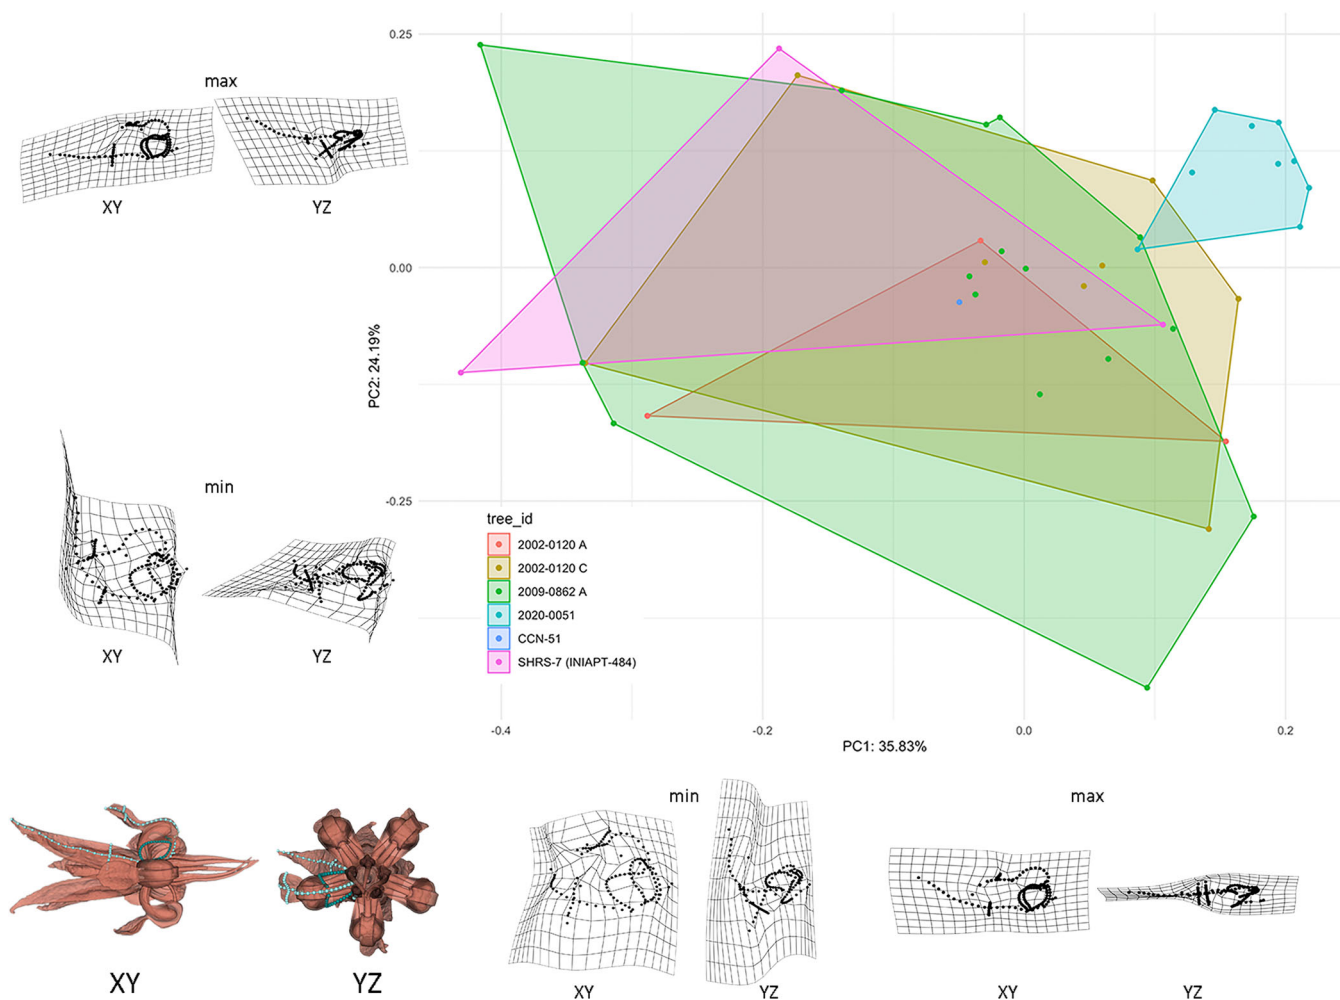 max
XY
YZ
min
XY
YZ
0.25
0.00
-0.25
PC2: 24.19%
tree_id
2002-0120 A
2002-0120 C
2009-0862 A
2020-0051
CCN-51
SHRS-7 (INIAPT-484)
-0.4
-0.2
0.0
0.2
PC1: 35.83%
XY
YZ
min
XY
YZ
max
XY
YZ